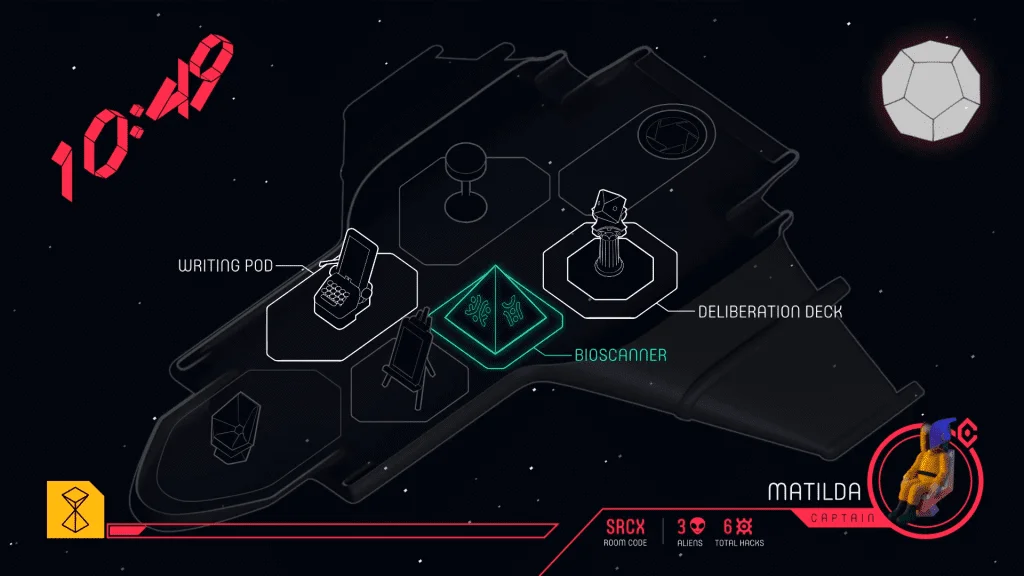 10:49
WRITING POD
DELIBERATION DECK
BIOSCANNER
MATILDA
CAPTAIN
SRCX
ROOM CODE
3
ALIENS
6
TOTAL HACKS